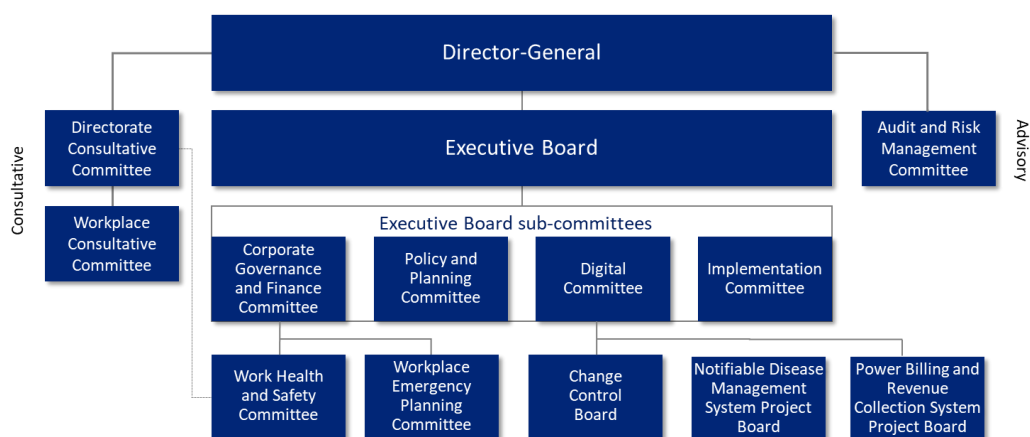 Director-General
Consultative
Directorate
Consultative
Committee
Executive Board
Audit and Risk
Management
Committee
Advisory
Workplace
Consultative
Committee
Executive Board sub-committees
Corporate
Governance
and Finance
Committee
Policy and
Planning
Committee
Digital
Committee
Implementation
Committee
Work Health
and Safety
Committee
Workplace
Emergency
Planning
Committee
Change
Control
Board
Notifiable Disease
Management
System Project
Board
Power Billing and
Revenue
Collection System
Project Board